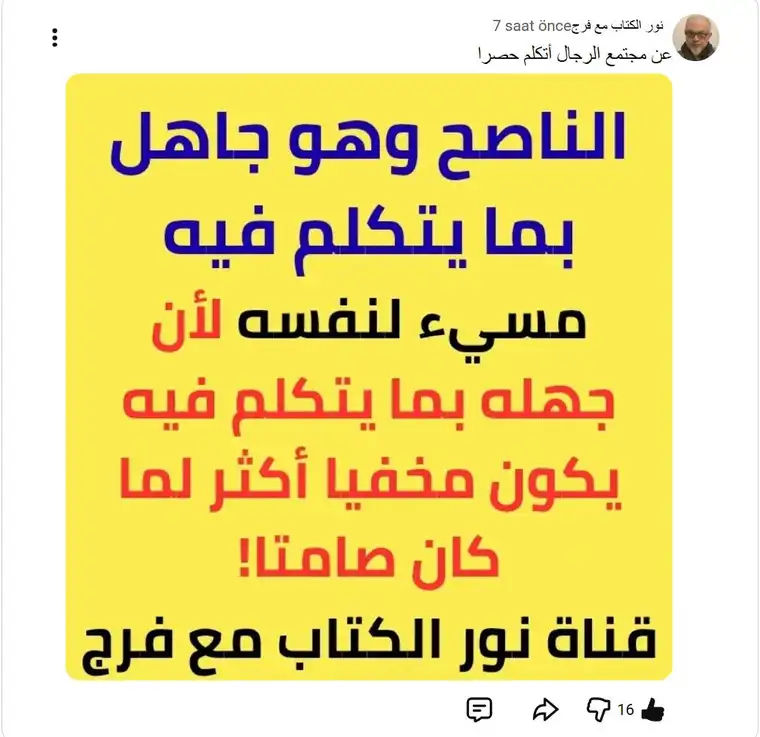 نور الكتاب مع فرج 7 saat önce
عن مجتمع الرجال أتكلم حصرا
الناصح وهو جاهل
بما يتكلم فيه
مسيء لنفسه لأن
جهله بما يتكلم فيه
يكون مخفيا أكثر لما
كان صامتا!
قناة نور الكتاب مع فرج
16